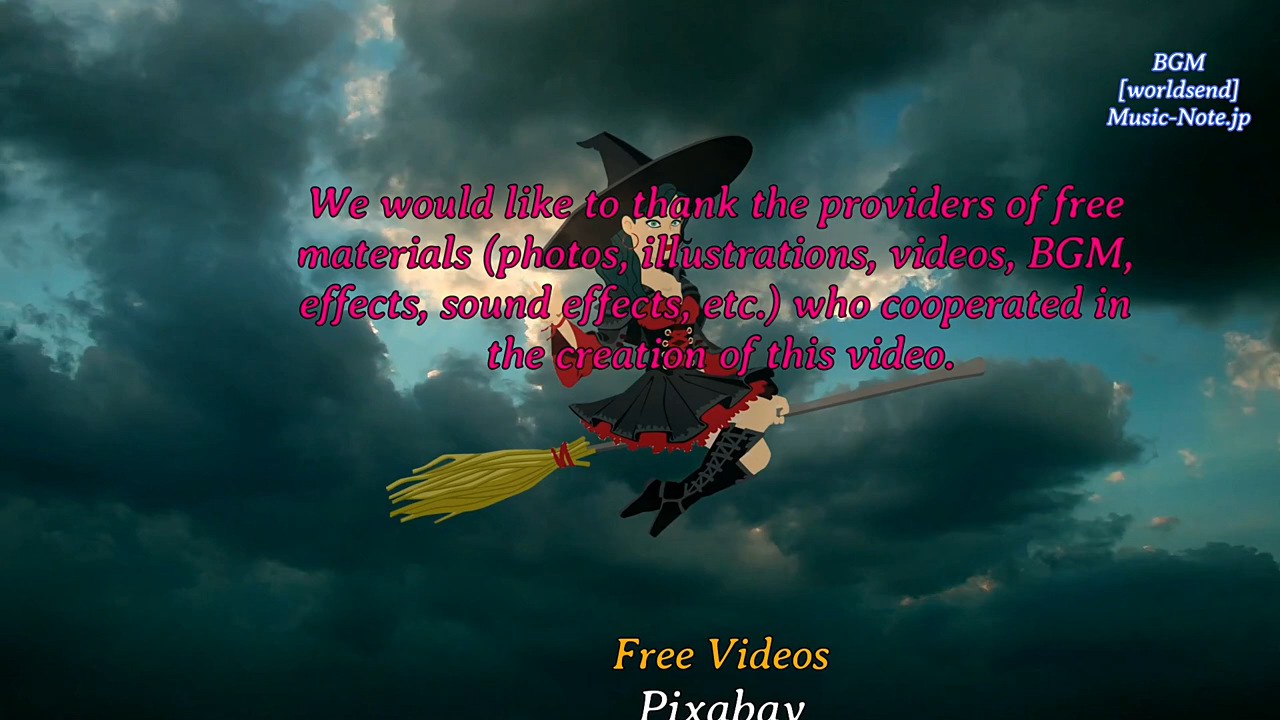 BGM
[worldsend]
Music-Note.jp
We would like to thank the providers of free
materials (photos, illustrations, videos, BGM,
effects, sound effects, etc.) who cooperated in
the creation of this video.
Free Videos
Pixabay